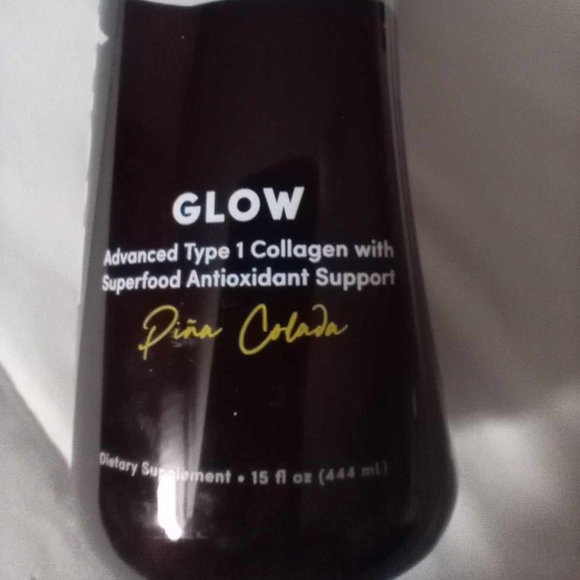 GLOW
Advanced Type 1 Collagen with
Superfood Antioxidant Support
Piña Colada
Dietary Supplement • 15 fl oz (444 mL)